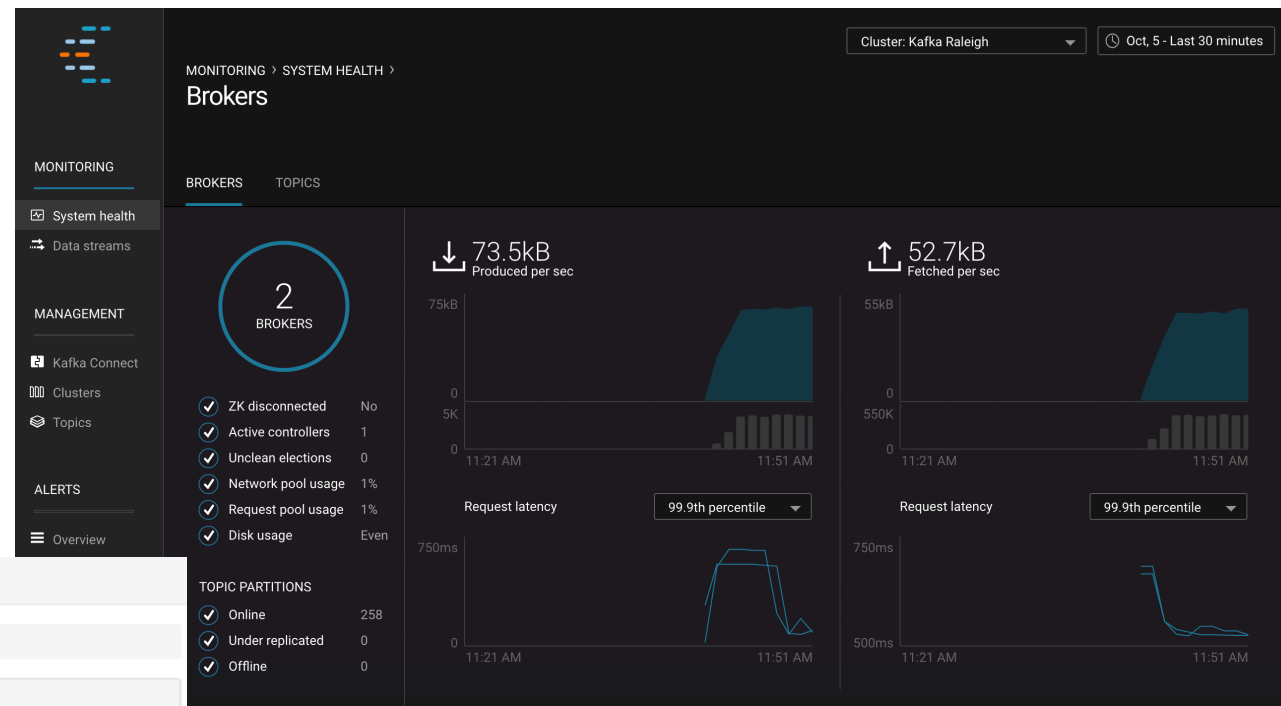 Cluster: Kafka Raleigh
Oct, 5 - Last 30 minutes
MONITORING > SYSTEM HEALTH >
Brokers
BROKERS
TOPICS
MONITORING
System health
Data streams
MANAGEMENT
Kafka Connect
Clusters
Topics
ALERTS
Overview
2
BROKERS
ZK disconnected No
Active controllers 1
Unclean elections 0
Network pool usage 1%
Request pool usage 1%
Disk usage Even
TOPIC PARTITIONS
Online 258
Under replicated 0
Offline 0
73.5kB
Produced per sec
75kB
0
5K
0
11:21 AM 11:51 AM
Request latency 99.9th percentile
750ms
0
11:21 AM 11:51 AM
52.7kB
Fetched per sec
55kB
0
550K
0
11:21 AM 11:51 AM
Request latency 99.9th percentile
750ms
500ms
11:21 AM 11:51 AM